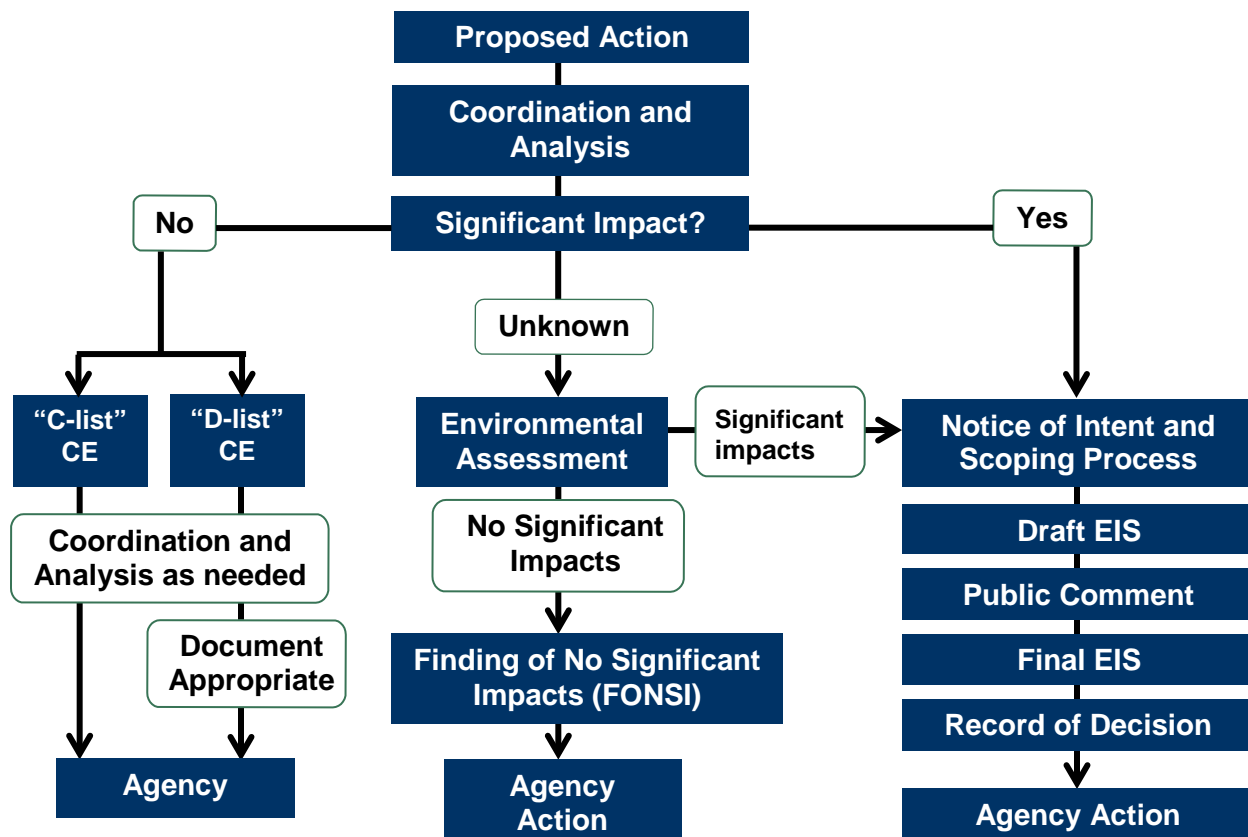 Proposed Action
Coordination and
Analysis
Significant Impact?
No
Yes
Unknown
“C-list”
CE
“D-list”
CE
Environmental
Assessment
Significant
impacts
Notice of Intent and
Scoping Process
Coordination and
Analysis as needed
No Significant
Impacts
Draft EIS
Public Comment
Document
Appropriate
Finding of No Significant
Impacts (FONSI)
Final EIS
Record of Decision
Agency
Agency
Action
Agency Action